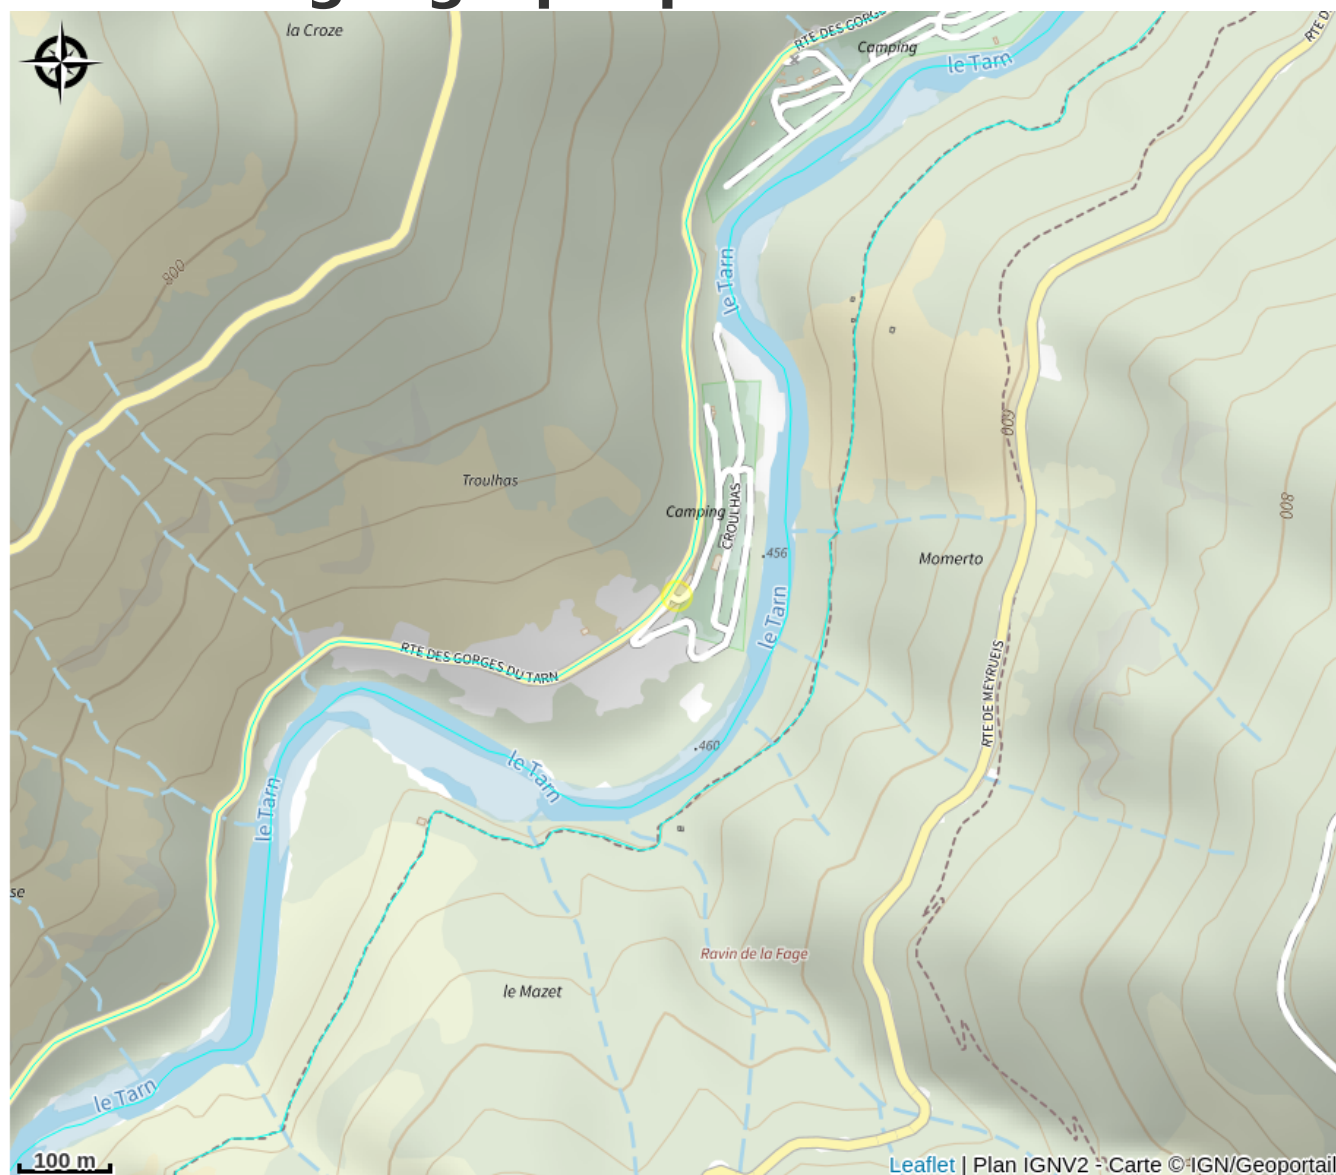 la Croze
RTE DES GORGES
Camping
le Tarn
RTE D
800
le Tarn
600
Troulhas
Camping
CROULHAS
800
456
Momerto
le Tarn
RTE DES GORGES DU TARN
RTE DE MEYRUEIS
460
le Tarn
le Tarn
se
Ravin de la Fage
le Mazet
le Tarn
100 m
Leaflet | Plan IGNV2 - Carte © IGN/Geoportail